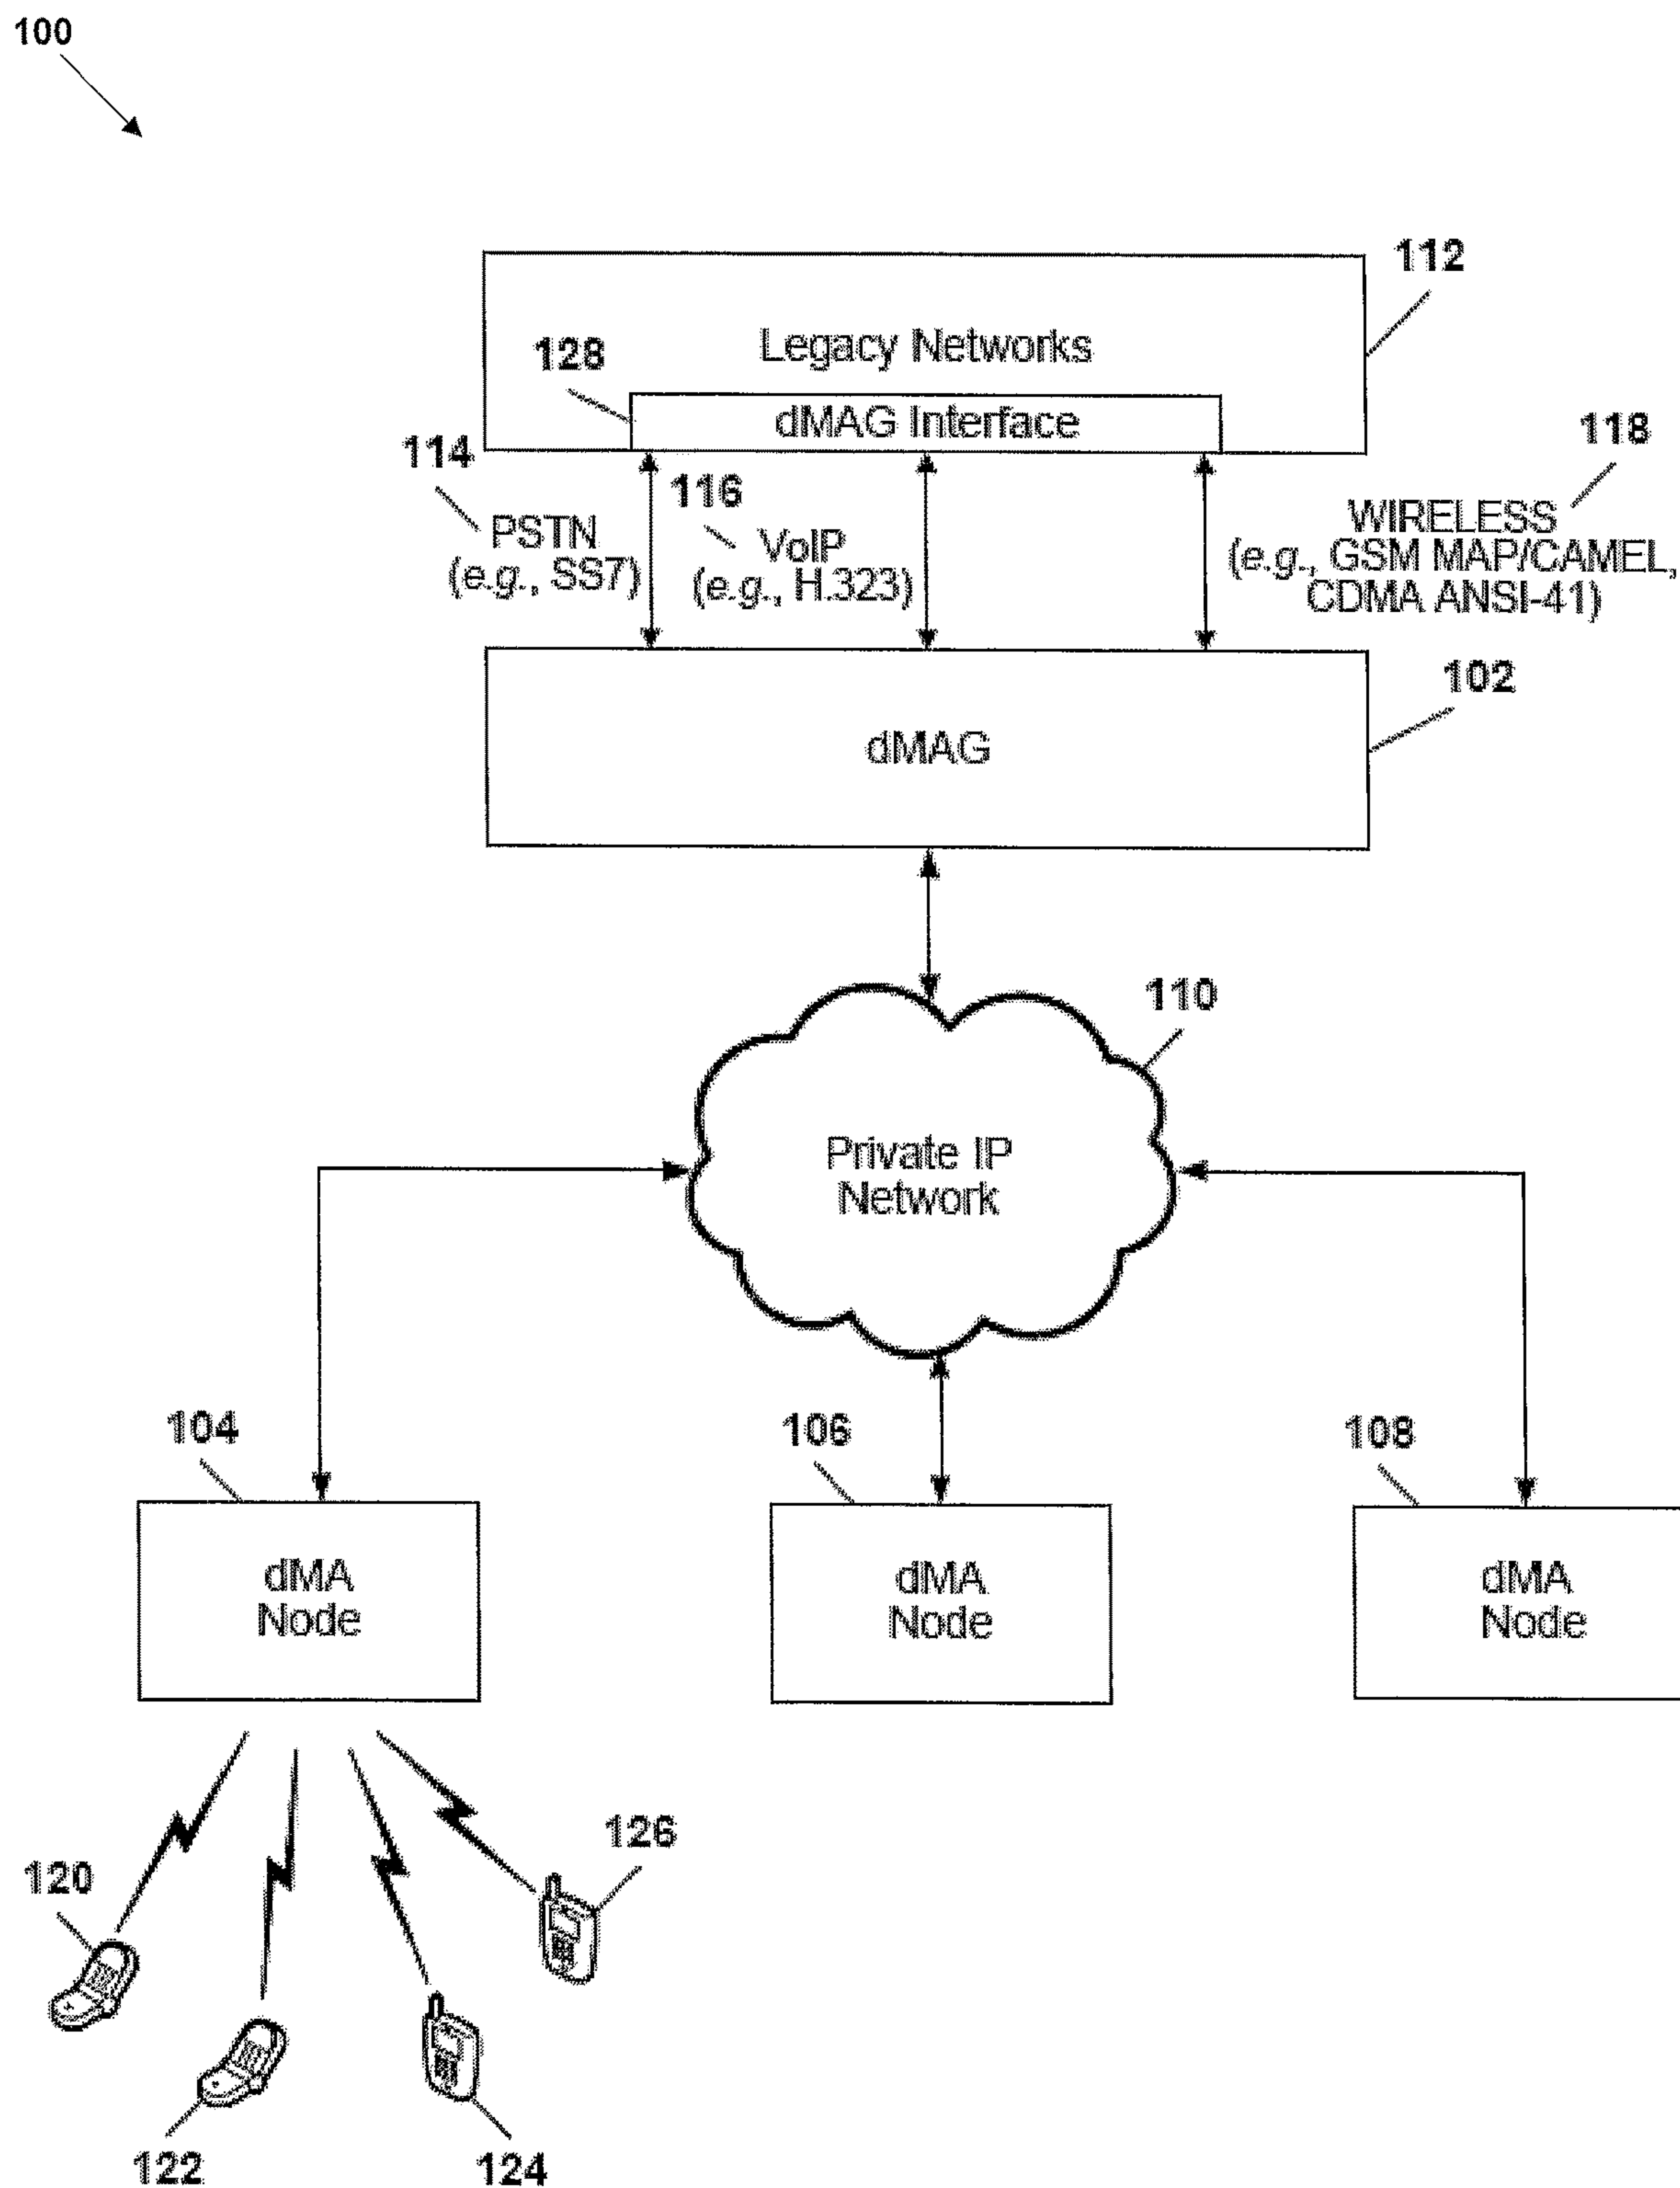 100
112
Legacy Networks
128
dMAG Interface
114
116
118
PSTN
(e.g., SS7)
VoIP
(e.g., H.323)
WIRELESS
(e.g., GSM MAP/CAMEL,
CDMA ANSI-41)
102
dMAG
110
Private IP
Network
104
106
108
dMA
Node
dMA
Node
dMA
Node
126
120
122
124